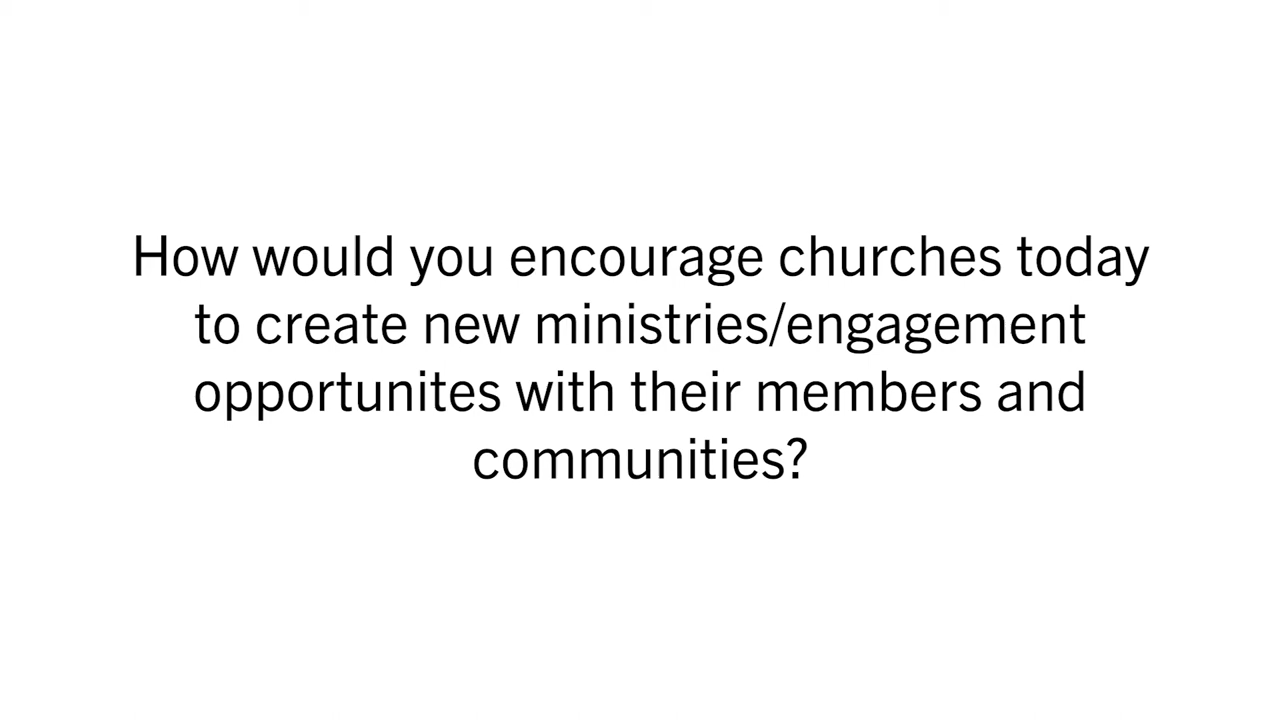 How would you encourage churches today
to create new ministries/engagement
opportunites with their members and
communities?